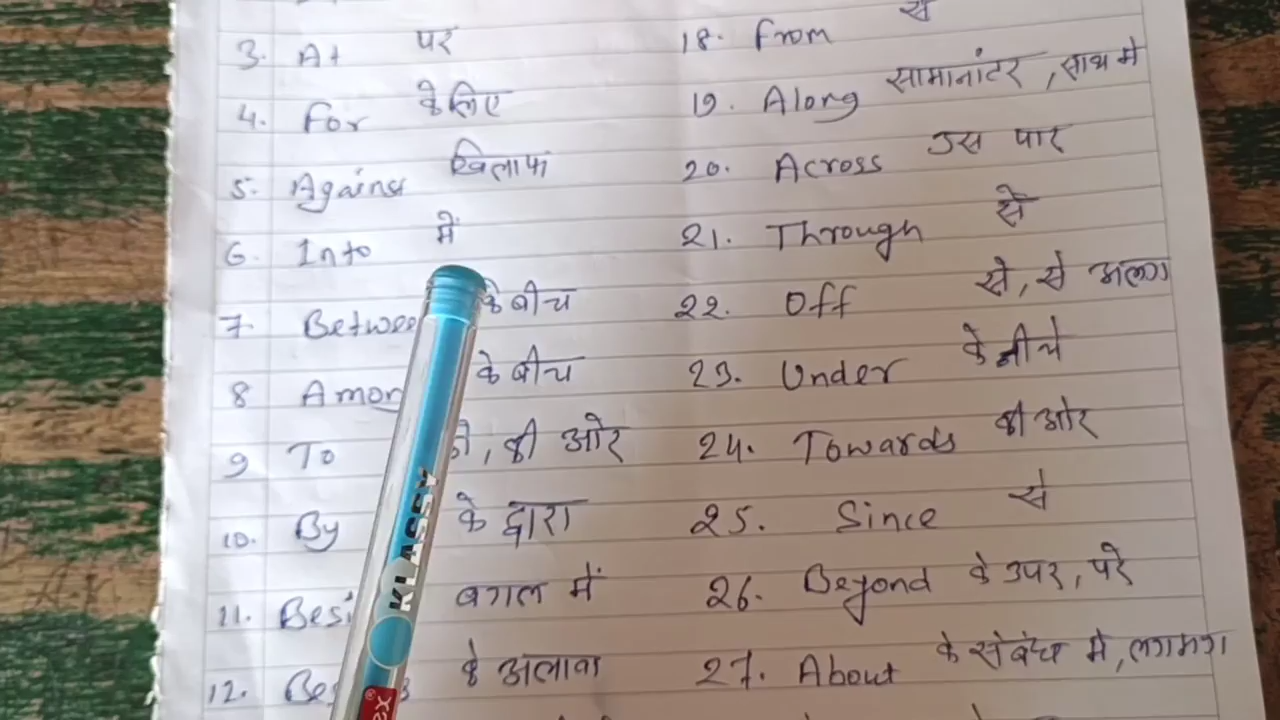 से
3. At पर
18. From
4. For के लिए
19. Along सामानांटर, साथ मे
5. Against खिलाफ
20. Across उस पार
6. Into में
21. Through से
7. के बीच
22. Off से, से अलग
8 के बीच
23. Under के नीचे
9 To की ओर
24. Towards की ओर
10. By के द्वारा
25. Since से
11. बगल में
26. Beyond के उपर, परे
12. के अलावा
27. About के संबंध मे, लगभग
KLASSY